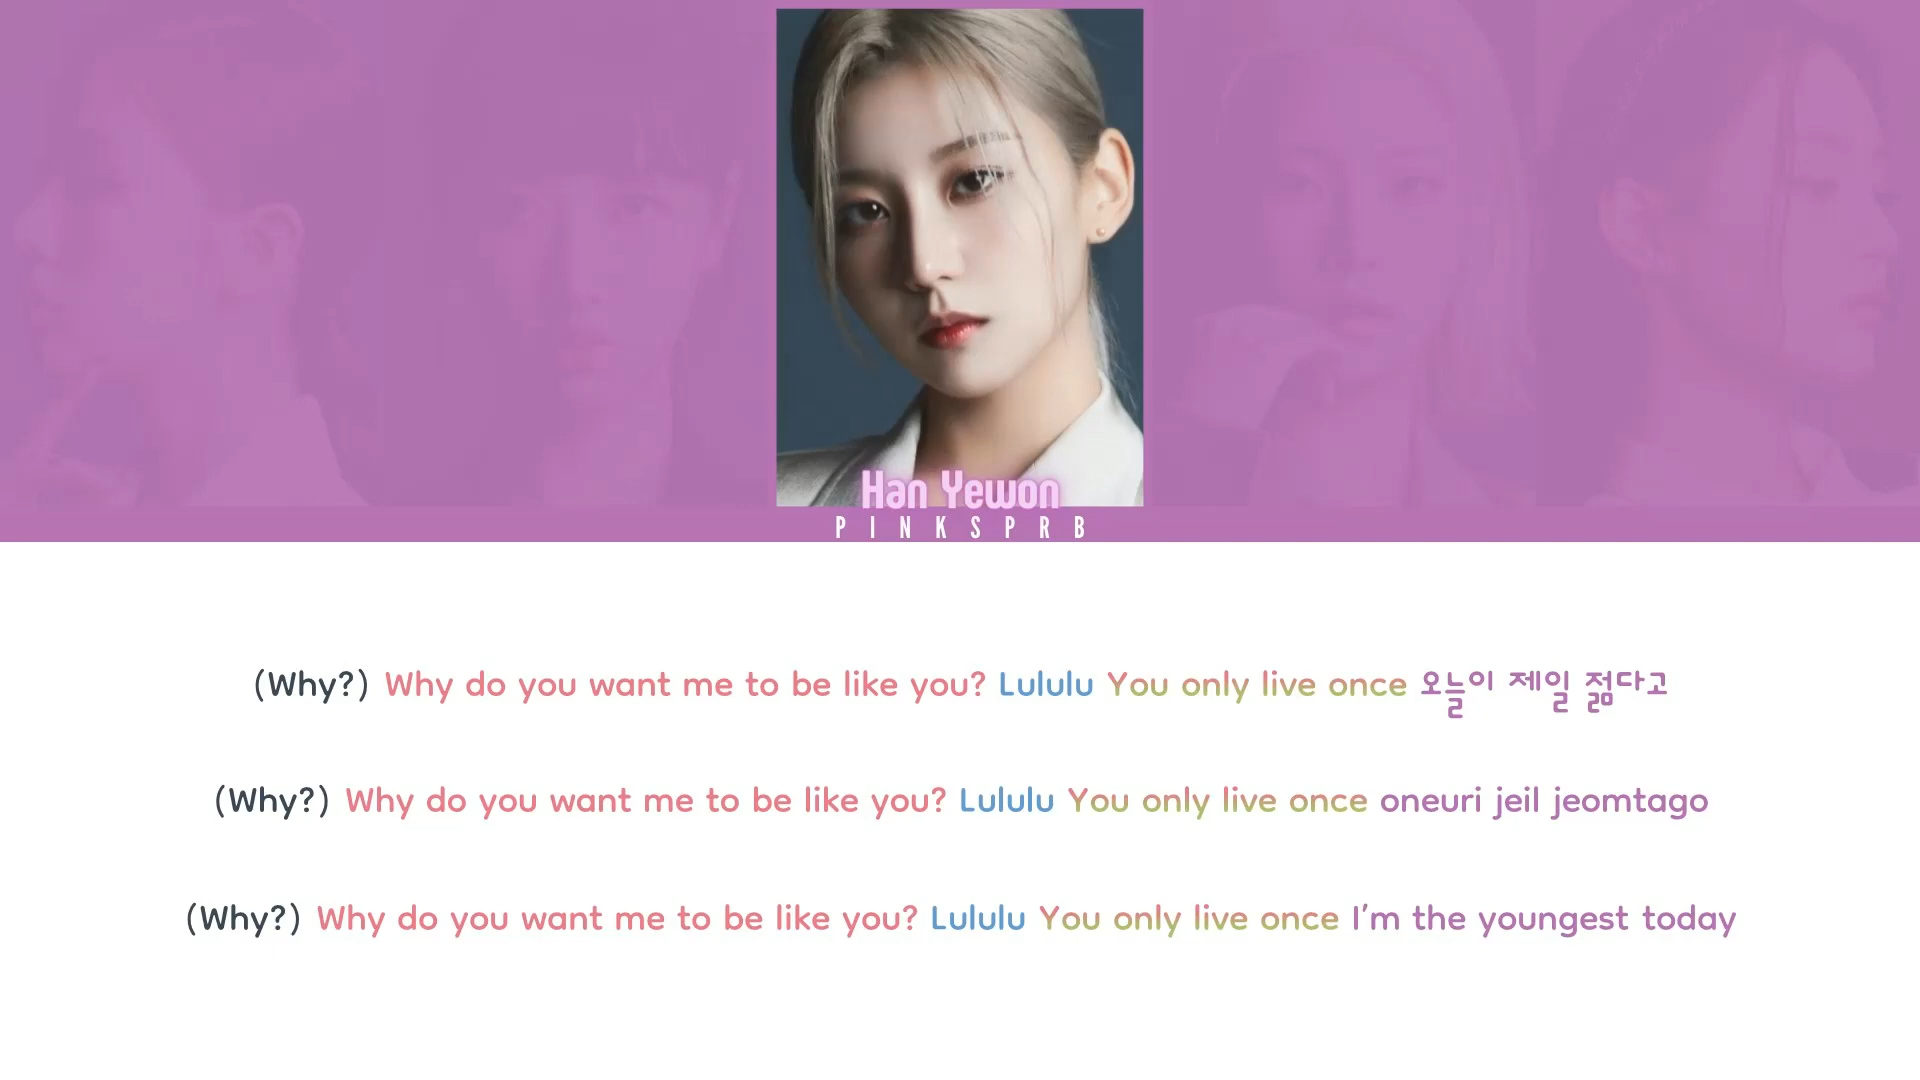 Han Yewon
PINKSPRB
(Why?) Why do you want me to be like you? Lululu You only live once 오늘이 제일 젊다고
(Why?) Why do you want me to be like you? Lululu You only live once oneuri jeil jeomtago
(Why?) Why do you want me to be like you? Lululu You only live once I'm the youngest today